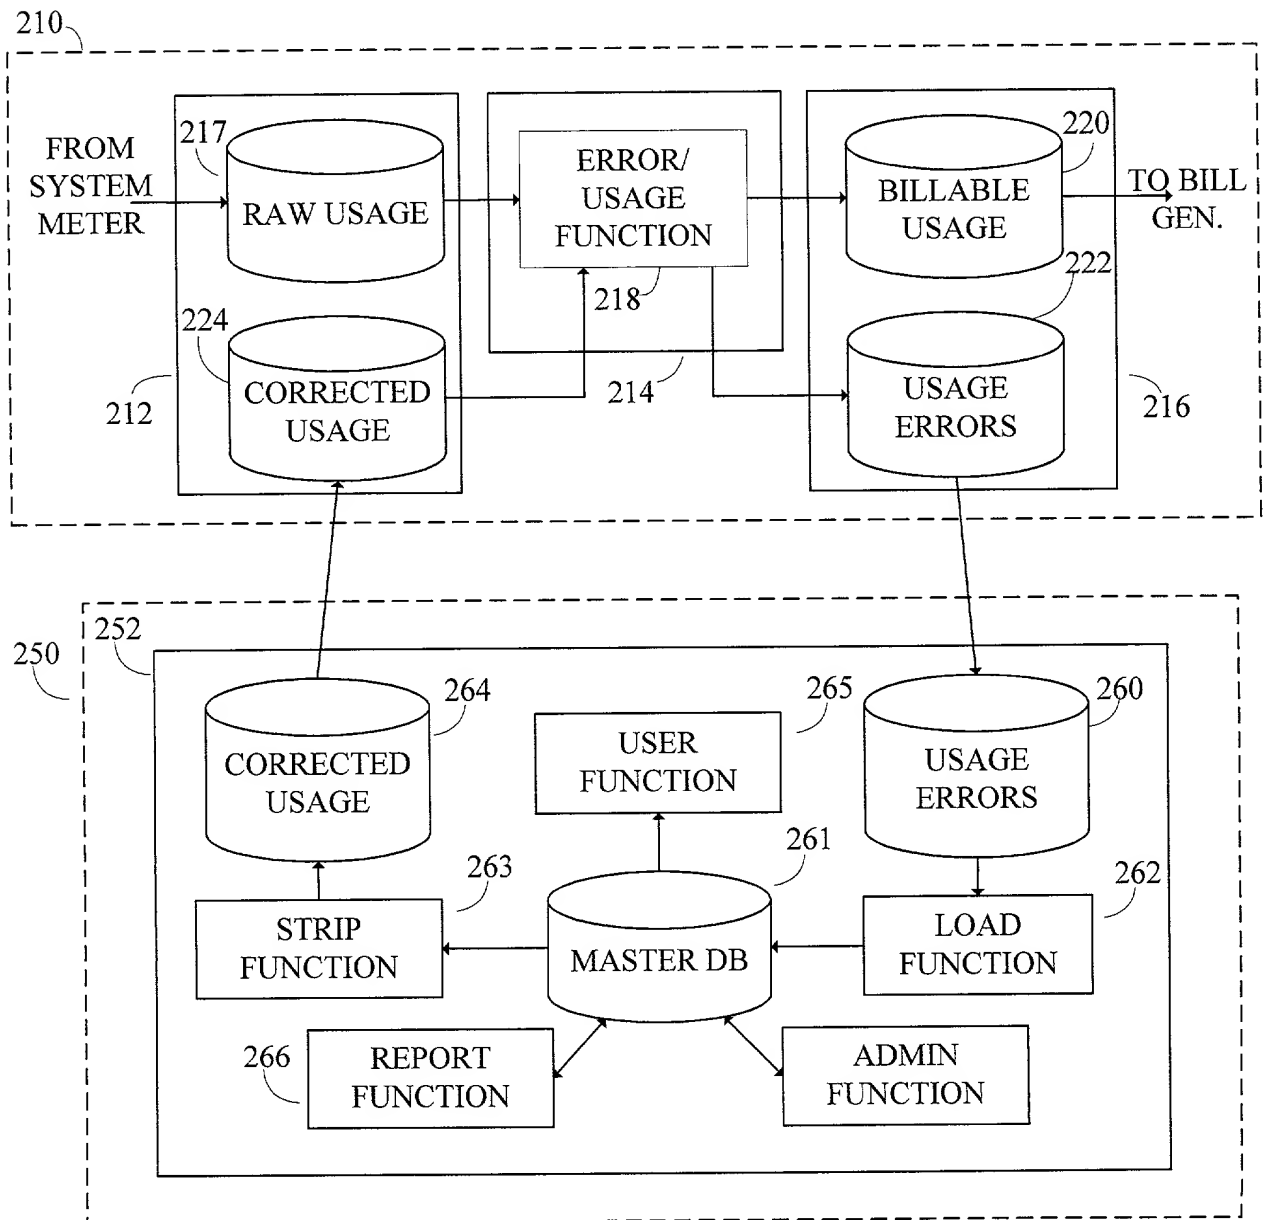 210
FROM
SYSTEM
METER
217
RAW USAGE
ERROR/
USAGE
FUNCTION
218
220
BILLABLE
USAGE
TO BILL
GEN.
222
224
CORRECTED
USAGE
212
214
USAGE
ERRORS
216
250
252
264
CORRECTED
USAGE
265
USER
FUNCTION
260
USAGE
ERRORS
263
STRIP
FUNCTION
261
MASTER DB
262
LOAD
FUNCTION
266
REPORT
FUNCTION
ADMIN
FUNCTION